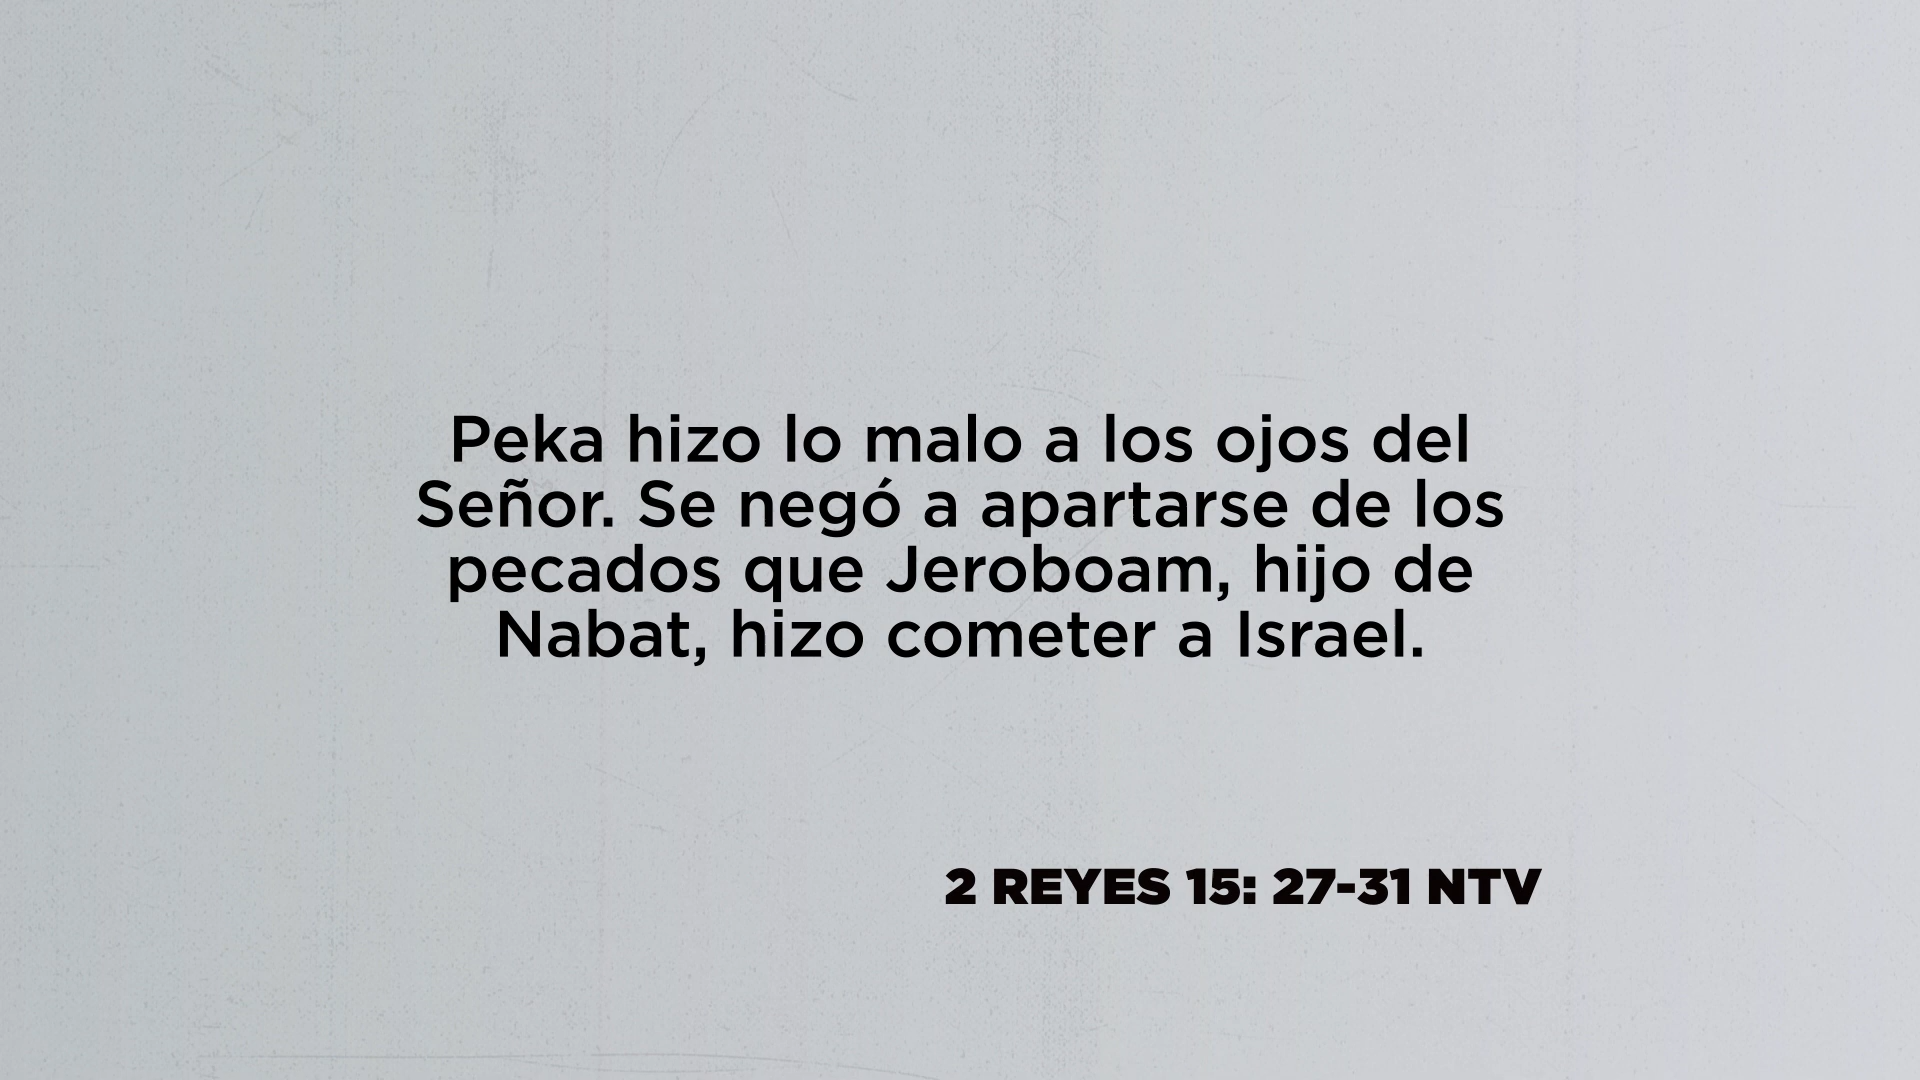 Peka hizo lo malo a los ojos del
Señor. Se negó a apartarse de los
pecados que Jeroboam, hijo de
Nabat, hizo cometer a Israel.
2 REYES 15: 27-31 NTV